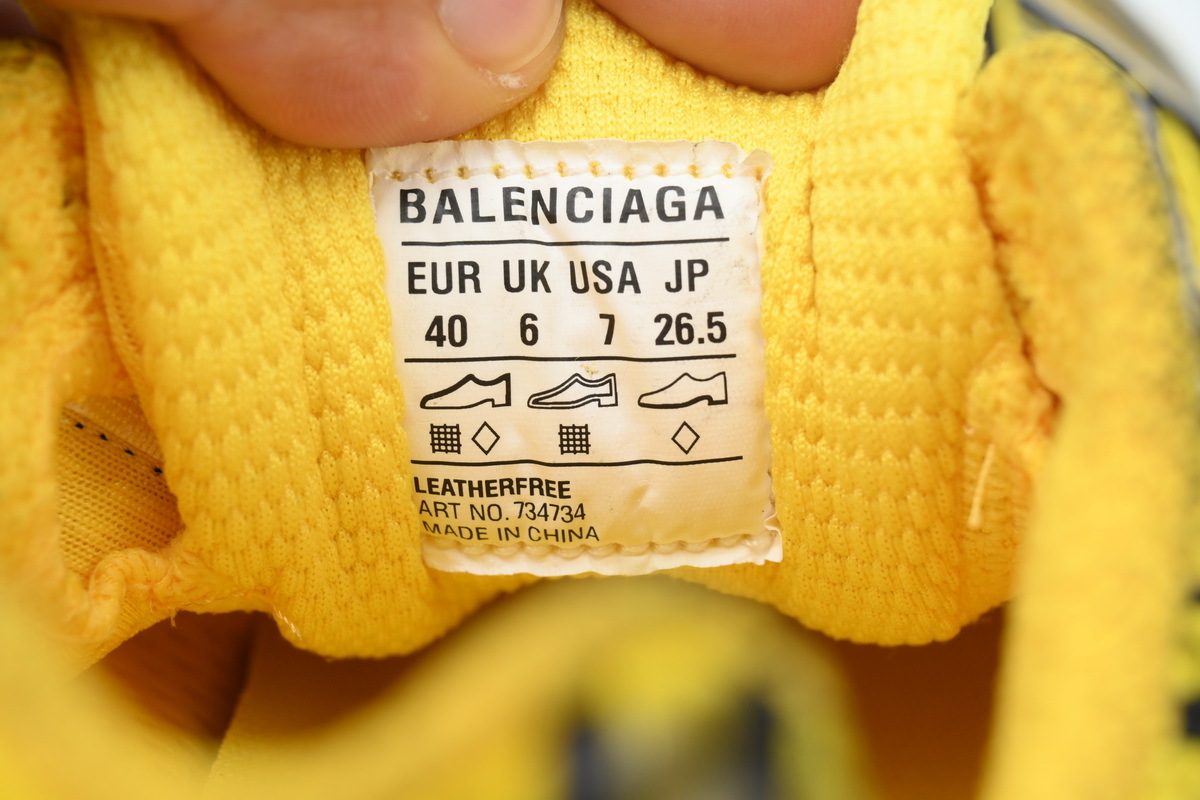 BALENCIAGA
EUR UK USA JP
40 6 7 26.5
LEATHERFREE
ART NO. 734734
MADE IN CHINA